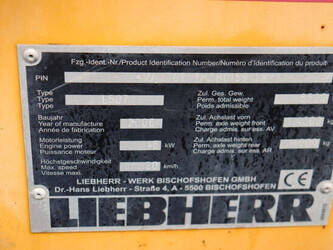 Fzg.-Ident.-Nr./Product Identification Number/Numéro d'identification du produit
PIN
Type
Type
Type
Zul. Ges. Gew.
Perm. total weight
Poids admissible
Baujahr
Year of manufacture
Année de fabrication
Zul. Achslast vorn
Perm. axle weight front
Charge admis. sur ess. AV
Motorleistung
Engine power
Puissance moteur
kW
Zul. Achslast hinten
Perm. axle weight rear
Charge admis. sur ess. AR
kg
Höchstgeschwindigkeit
Max. speed
Vitesse maxi.
km/h
LIEBHERR - WERK BISCHOFSHOFEN GMBH
Dr.-Hans Liebherr - Straße 4, A - 5500 BISCHOFSHOFEN
CE
LIEBHERR